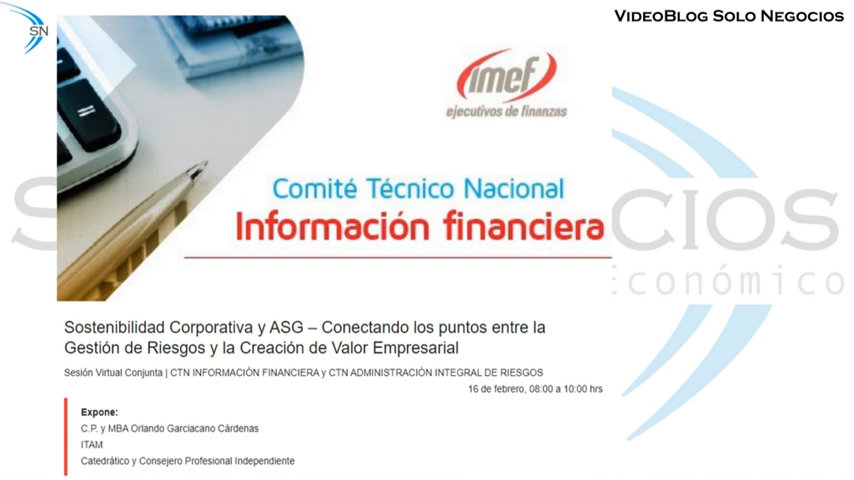 SN
VIDEOBLOG SOLO NEGOCIOS
imef
ejecutivos de finanzas
Comité Técnico Nacional
Información financiera
S
CIOS
Económico
Sostenibilidad Corporativa y ASG – Conectando los puntos entre la
Gestión de Riesgos y la Creación de Valor Empresarial
Sesión Virtual Conjunta | CTN INFORMACIÓN FINANCIERA y CTN ADMINISTRACIÓN INTEGRAL DE RIESGOS
16 de febrero, 08:00 a 10:00 hrs
Expone:
C.P. y MBA Orlando Garciacano Cárdenas
ITAM
Catedrático y Consejero Profesional Independiente